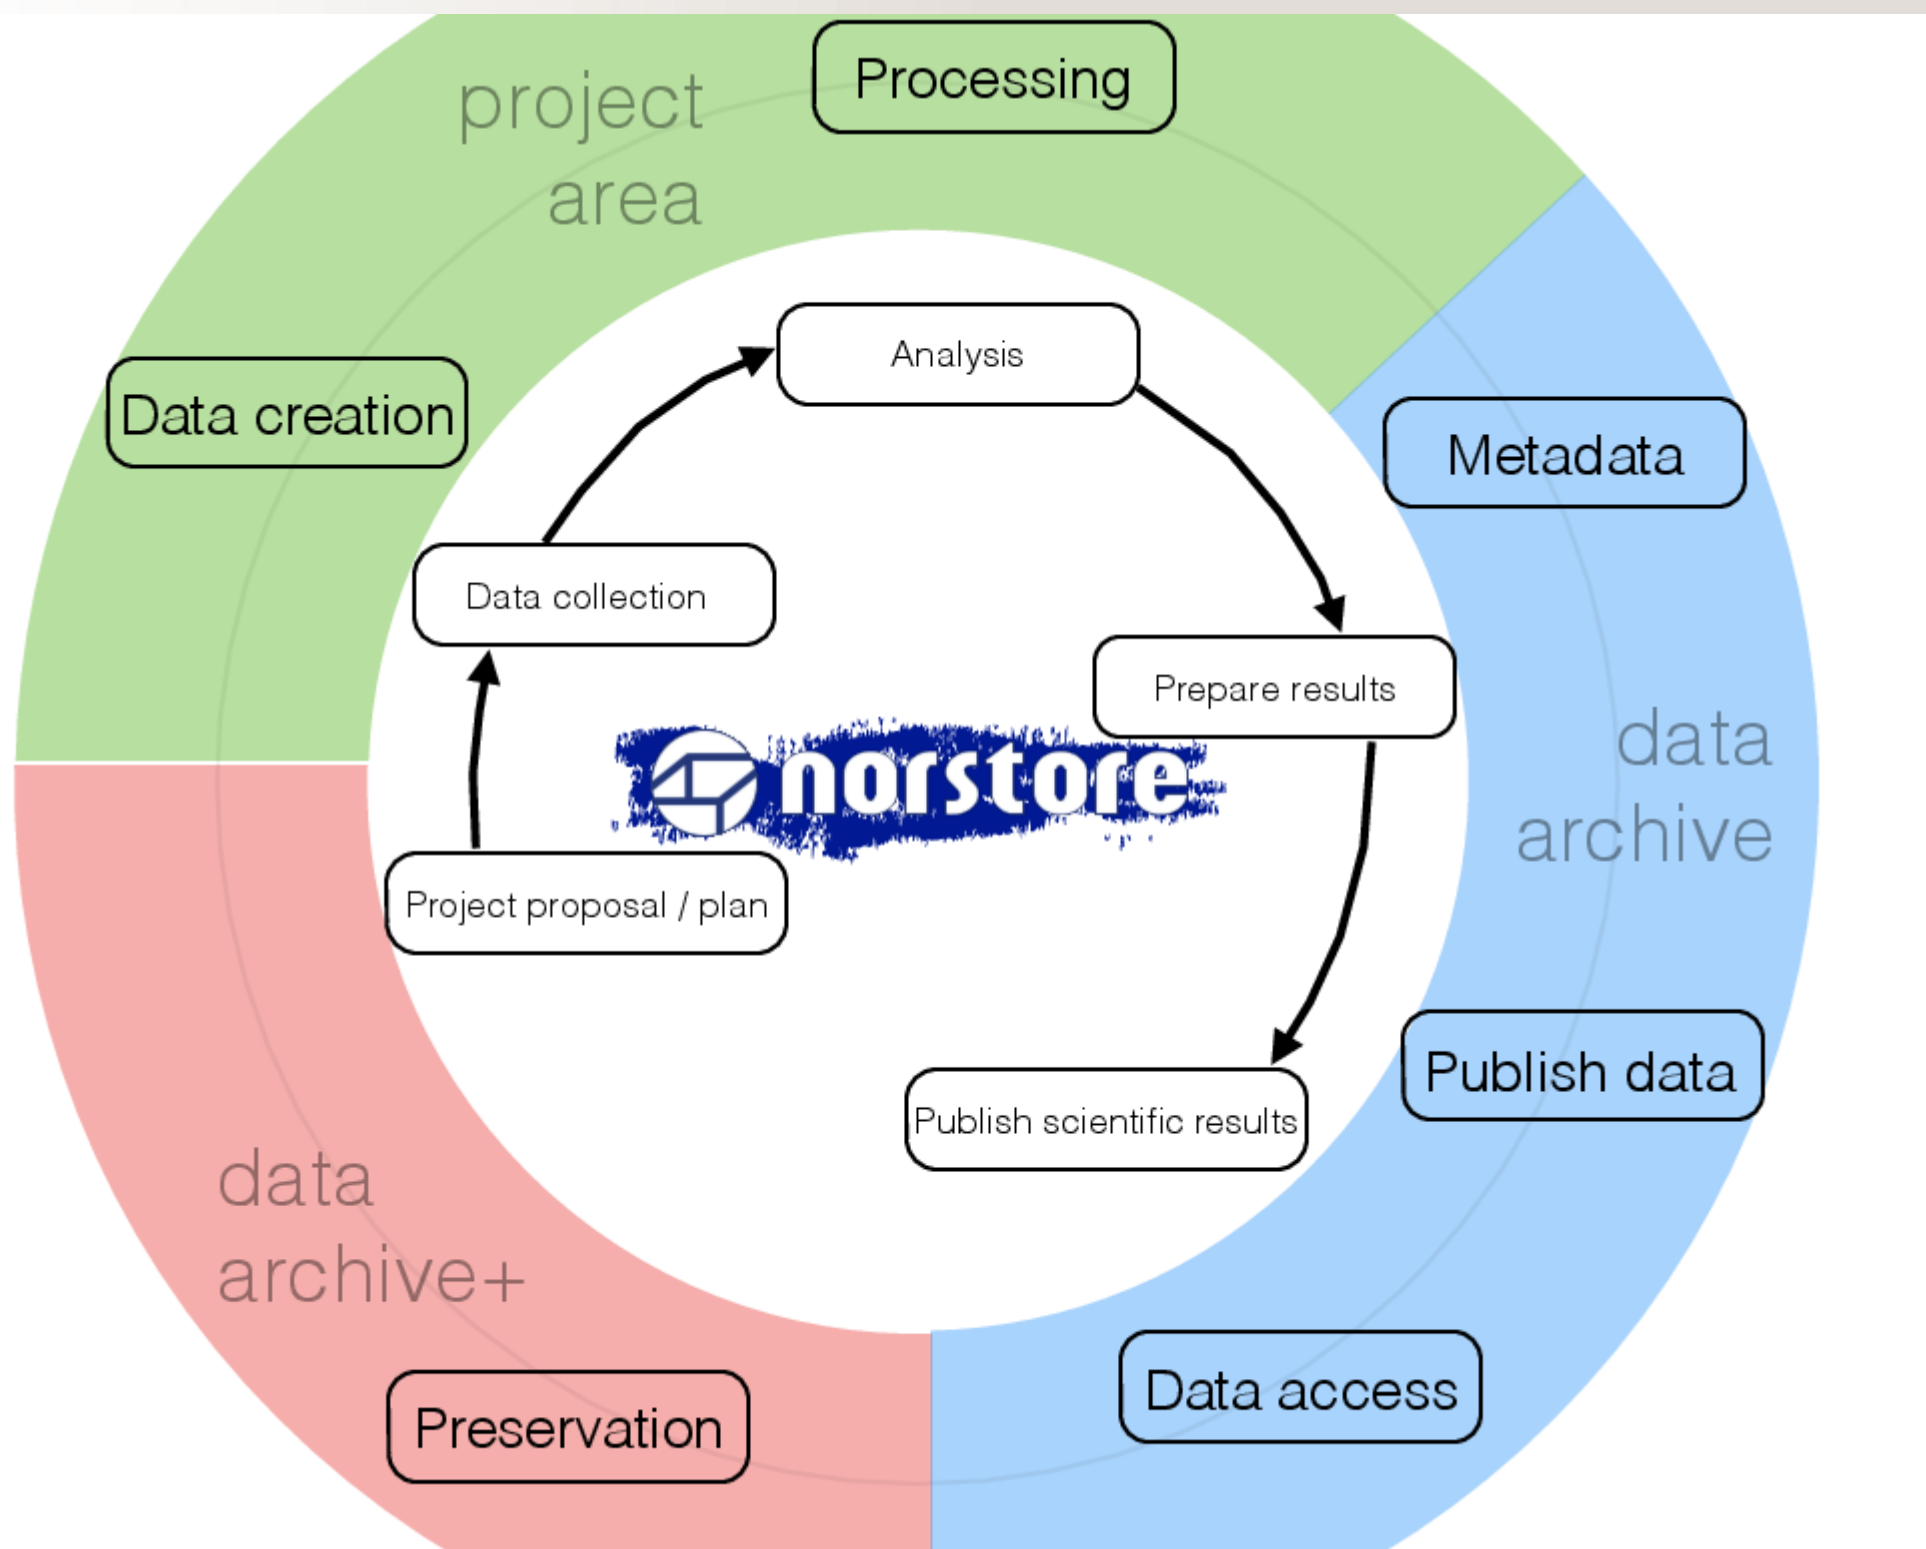 project
area
Processing
Data creation
Analysis
Metadata
Data collection
Prepare results
norstore
data
archive
Project proposal / plan
Publish data
Publish scientific results
data
archive+
Data access
Preservation